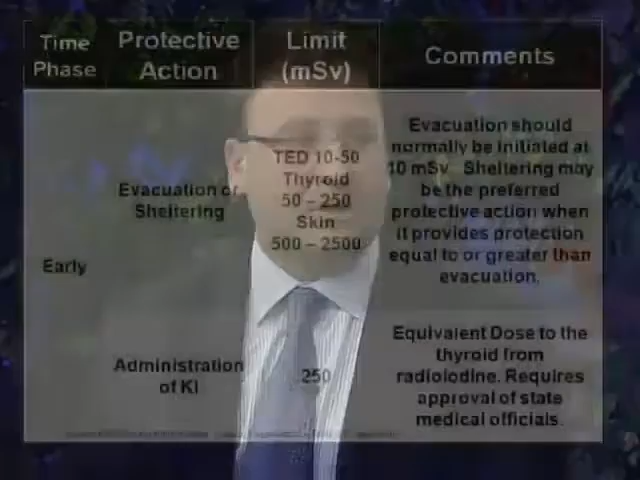 Time Phase
Protective Action
Limit (mSv)
Comments
Early
Evacuation or Sheltering
TED 10-50
Thyroid
50 – 250
Skin
500 – 2500
Evacuation should
normally be initiated at
10 mSv. Sheltering may
be the preferred
protective action when
it provides protection
equal to or greater than
evacuation.
Administration
of KI
250
Equivalent Dose to the
thyroid from
radioiodine. Requires
approval of state
medical officials.